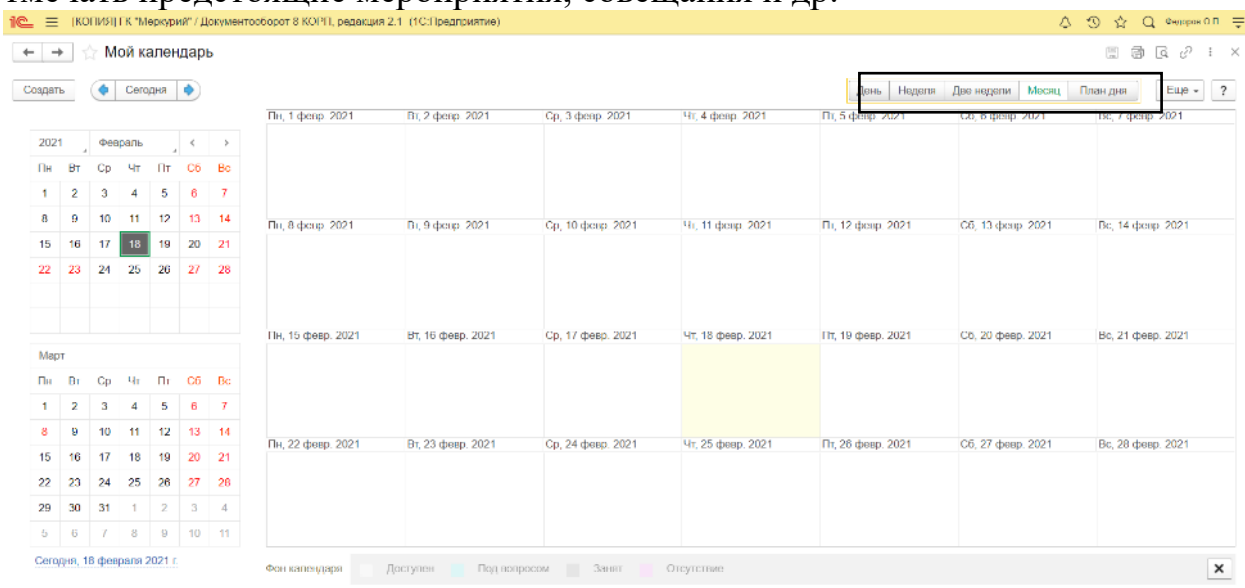 тмечать предстоящие мероприятия, совещания и др.
1С [КОПИЯ] ГК "Меркурий" / Документооборот 8 КОРП, редакция 2.1 (1С:Предприятие) Федоров О.П.
Мой календарь
Создать Сегодня День Неделя Две недели Месяц План дня Еще ?
Пн, 1 февр. 2021 Вт, 2 февр. 2021 Ср, 3 февр. 2021 Чт, 4 февр. 2021 Пт, 5 февр. 2021 Сб, 6 февр. 2021 Вс, 7 февр. 2021
2021 Февраль < >
Пн Вт Ср Чт Пт Сб Вс
1 2 3 4 5 6 7
8 9 10 11 12 13 14
Пн, 8 февр. 2021 Вт, 9 февр. 2021 Ср, 10 февр. 2021 Чт, 11 февр. 2021 Пт, 12 февр. 2021 Сб, 13 февр. 2021 Вс, 14 февр. 2021
15 16 17 18 19 20 21
22 23 24 25 26 27 28
Пн, 15 февр. 2021 Вт, 16 февр. 2021 Ср, 17 февр. 2021 Чт, 18 февр. 2021 Пт, 19 февр. 2021 Сб, 20 февр. 2021 Вс, 21 февр. 2021
Март
Пн Вт Ср Чт Пт Сб Вс
1 2 3 4 5 6 7
8 9 10 11 12 13 14
Пн, 22 февр. 2021 Вт, 23 февр. 2021 Ср, 24 февр. 2021 Чт, 25 февр. 2021 Пт, 26 февр. 2021 Сб, 27 февр. 2021 Вс, 28 февр. 2021
15 16 17 18 19 20 21
22 23 24 25 26 27 28
29 30 31 1 2 3 4
5 6 7 8 9 10 11
Сегодня, 18 февраля 2021 г.
Фон календаря Доступен Под вопросом Занят Отсутствие